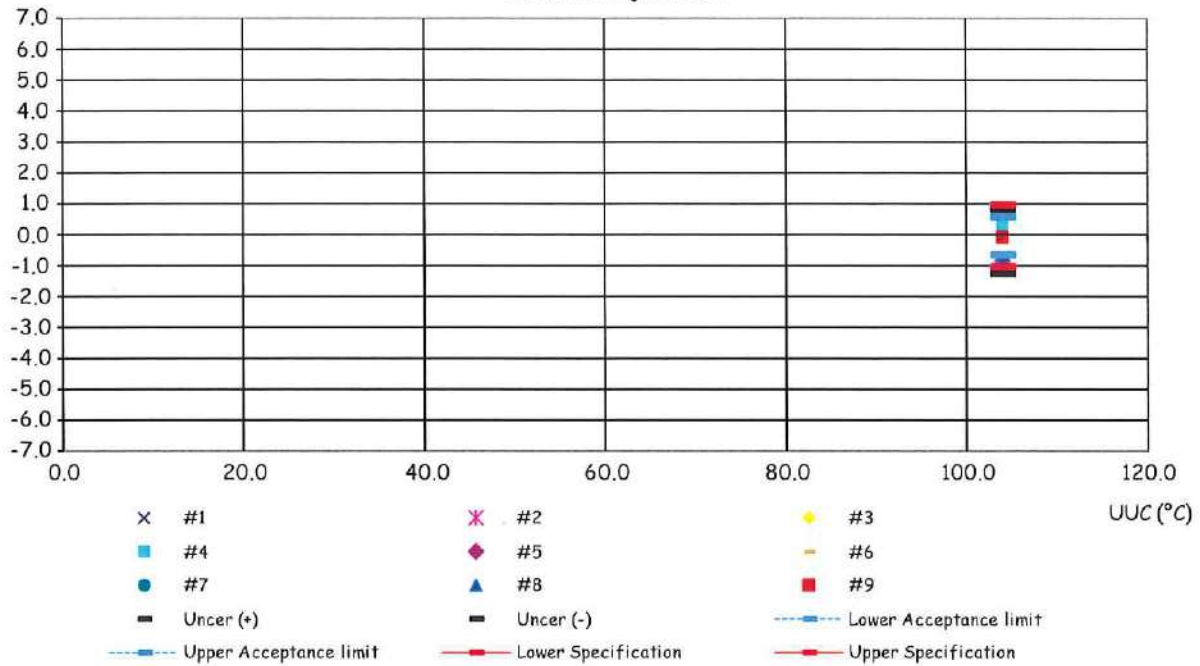 7.0
6.0
5.0
4.0
3.0
2.0
1.0
0.0
-1.0
-2.0
-3.0
-4.0
-5.0
-6.0
-7.0
0.0 20.0 40.0 60.0 80.0 100.0 120.0
UUC (°C)
#1 #2 #3
#4 #5 #6
#7 #8 #9
Uncer (+) Uncer (-) Lower Acceptance limit
Upper Acceptance limit Lower Specification Upper Specification